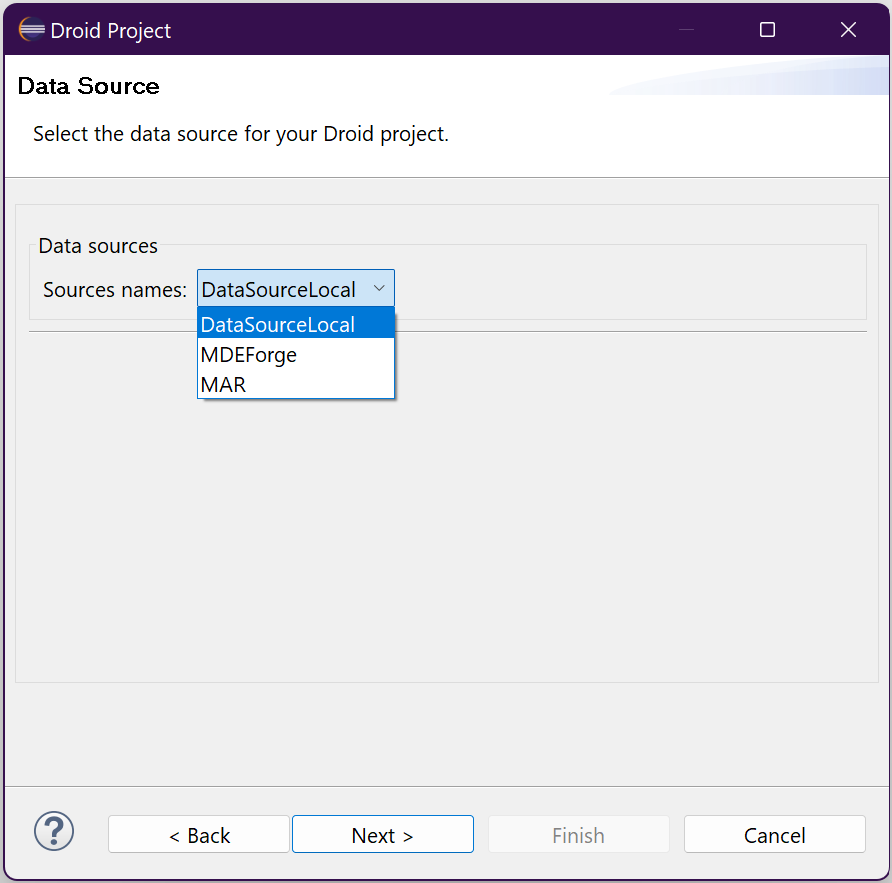 Droid Project
Data Source
Select the data source for your Droid project.
Data sources
Sources names: DataSourceLocal
DataSourceLocal
MDEForge
MAR
?
< Back Next > Finish Cancel